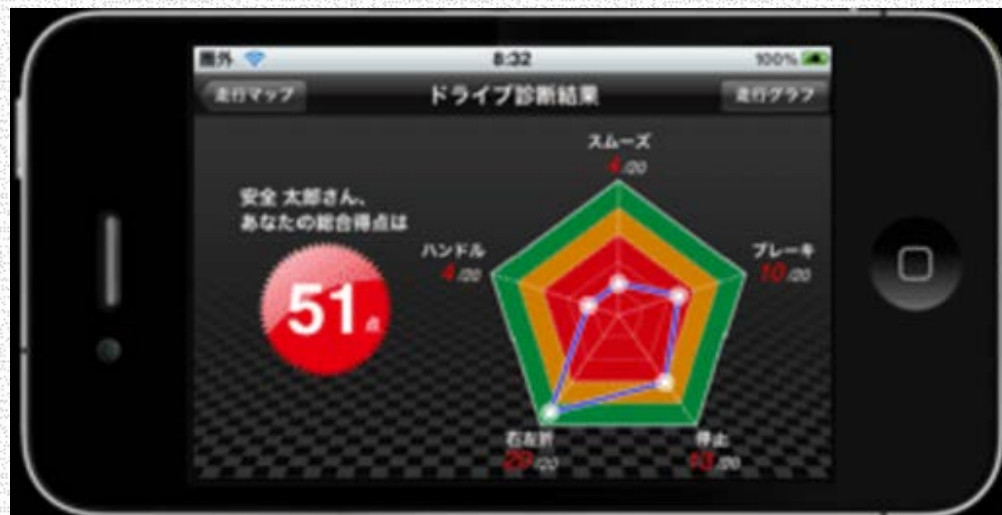 圏外
8:32
100%
走行マップ
ドライブ診断結果
走行グラフ
安全 太郎さん、
あなたの総合得点は
51点
スムーズ
4/20
ブレーキ
10/20
停止
13/20
右左折
/20
ハンドル
4/20